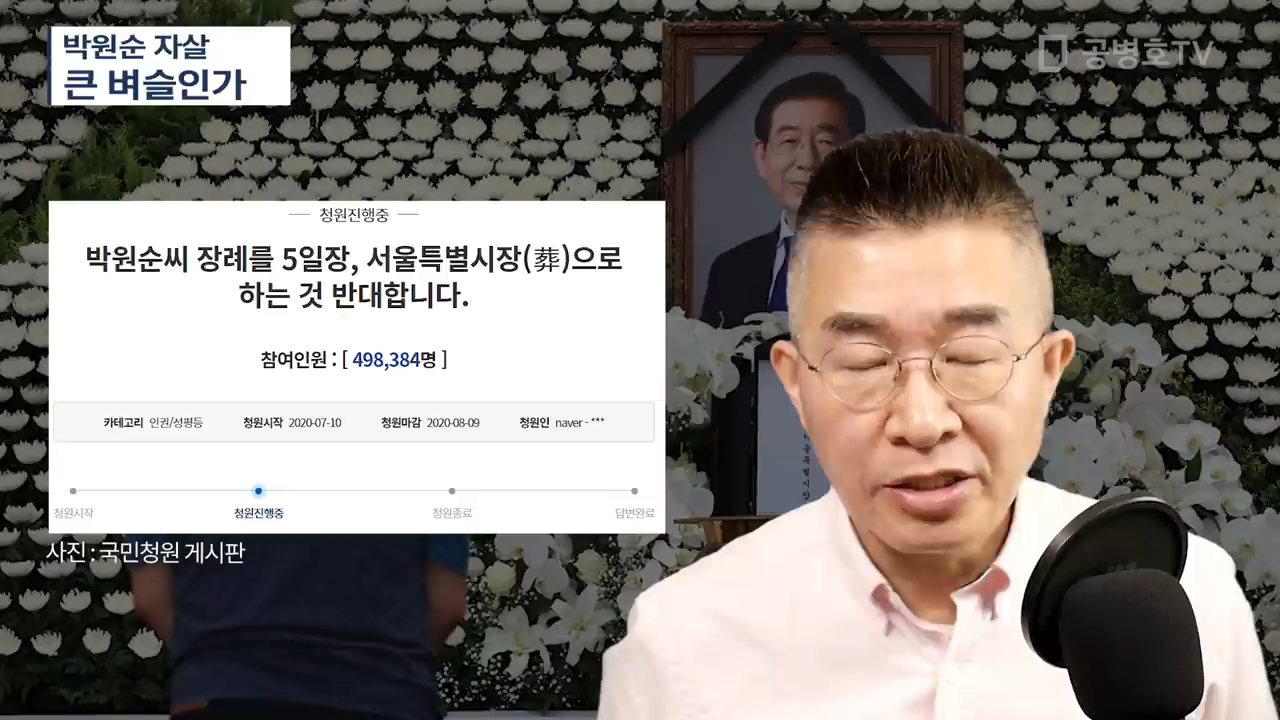 박원순 자살
큰 벼슬인가
공병호TV
청원진행중
박원순씨 장례를 5일장, 서울특별시장(葬)으로
하는 것 반대합니다.
참여인원 : [ 498,384명 ]
카테고리 인권/성평등 청원시작 2020-07-10 청원마감 2020-08-09 청원인 naver - ***
청원시작 청원진행중 청원종료 답변완료
사진 : 국민청원 게시판